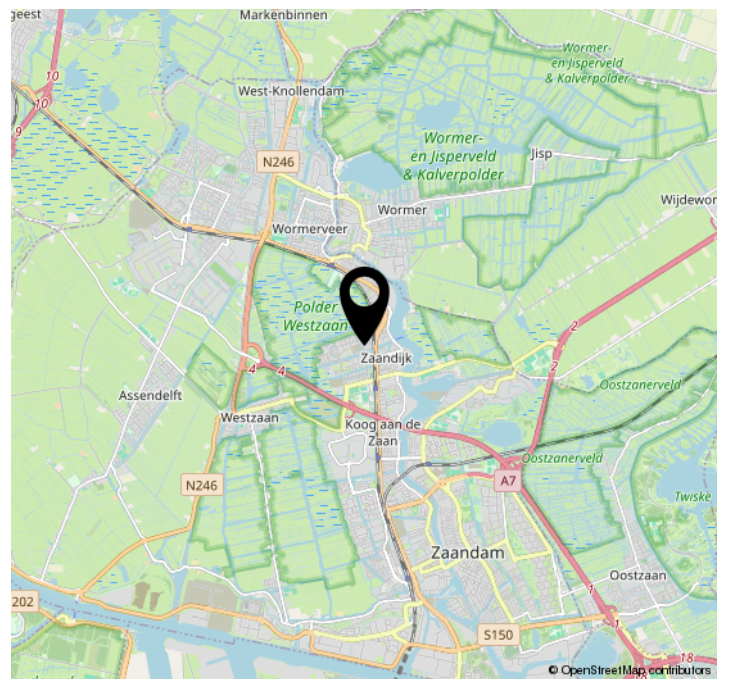 geest
Markenbinnen
Wormer-
en Jisperveld
& Kalverpolder
10
West-Knollendam
10
9
Wormer-
en Jisperveld
& Kalverpolder
Jisp
N246
Wijdewor
Wormer
Wormerveer
Polder
Westzaan
2
Zaandijk
2
4
4
Oostzanerveld
Assendelft
Westzaan
Koog aan de
Zaan
Oostzanerveld
N246
A7
Twiske
Zaandam
Oostzaan
1
202
1
S150
18
© OpenStreetMap contributors